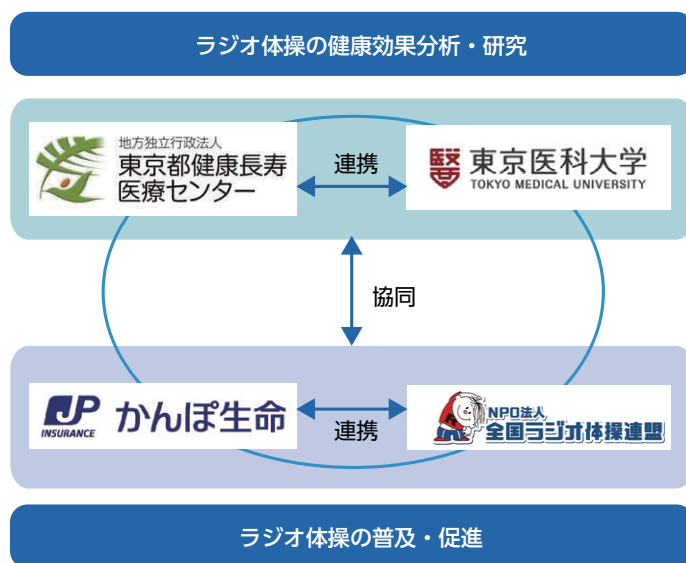 ラジオ体操の健康効果分析・研究
地方独立行政法人
東京都健康長寿
医療センター
連携
醫
東京医科大学
TOKYO MEDICAL UNIVERSITY
協同
JP
INSURANCE
かんぽ生命
連携
R
NPO法人
全国ラジオ体操連盟
ラジオ体操の普及・促進